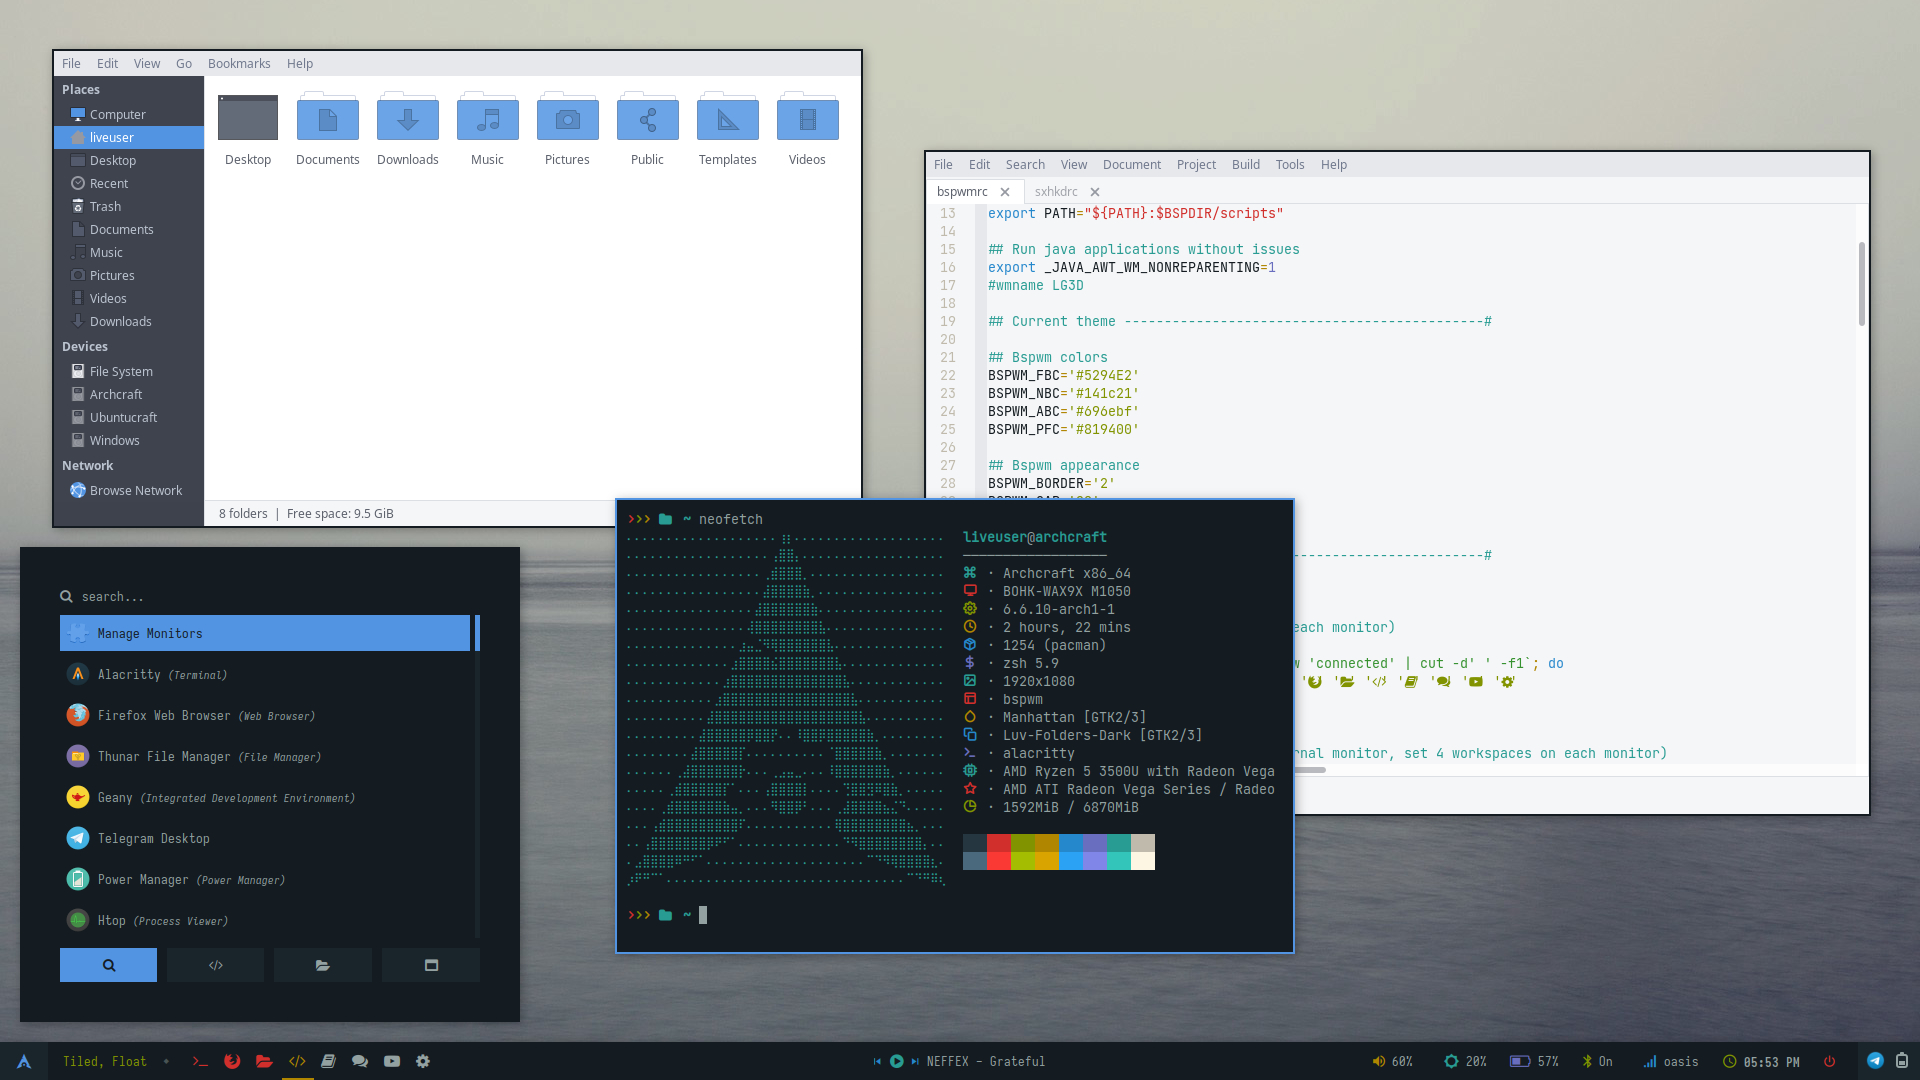 File Edit View Go Bookmarks Help
Places
Computer
liveuser
Desktop
Recent
Trash
Documents
Music
Pictures
Videos
Downloads
Devices
File System
Archcraft
Ubuntucraft
Windows
Network
Browse Network
Desktop Documents Downloads Music Pictures Public Templates Videos
8 folders | Free space: 9.5 GiB
File Edit Search View Document Project Build Tools Help
bspwmrc sxhkdrc
13 export PATH="${PATH}:$BSPDIR/scripts"
14
15 ## Run java applications without issues
16 export _JAVA_AWT_WM_NONREPARENTING=1
17 #wmname LG3D
18
19 ## Current theme ---------------------------------------------#
20
21 ## Bspwm colors
22 BSPWM_FBC='#5294E2'
23 BSPWM_NBC='#141c21'
24 BSPWM_ABC='#696ebf'
25 BSPWM_PFC='#819400'
26
27 ## Bspwm appearance
28 BSPWM_BORDER='2'
------------------------#
each monitor)
'connected' | cut -d' ' -f1`; do
monitor, set 4 workspaces on each monitor)
>>> ~ neofetch
liveuser@archcraft
------------------
· Archcraft x86_64
· BOHK-WAX9X M1050
· 6.6.10-arch1-1
· 2 hours, 22 mins
· 1254 (pacman)
· zsh 5.9
· 1920x1080
· bspwm
· Manhattan [GTK2/3]
· Luv-Folders-Dark [GTK2/3]
· alacritty
· AMD Ryzen 5 3500U with Radeon Vega
· AMD ATI Radeon Vega Series / Radeo
· 1592MiB / 6870MiB
>>> ~
search...
Manage Monitors
Alacritty (Terminal)
Firefox Web Browser (Web Browser)
Thunar File Manager (File Manager)
Geany (Integrated Development Environment)
Telegram Desktop
Power Manager (Power Manager)
Htop (Process Viewer)
Tiled, Float
NEFFEX - Grateful
60% 20% 57% On oasis 05:53 PM